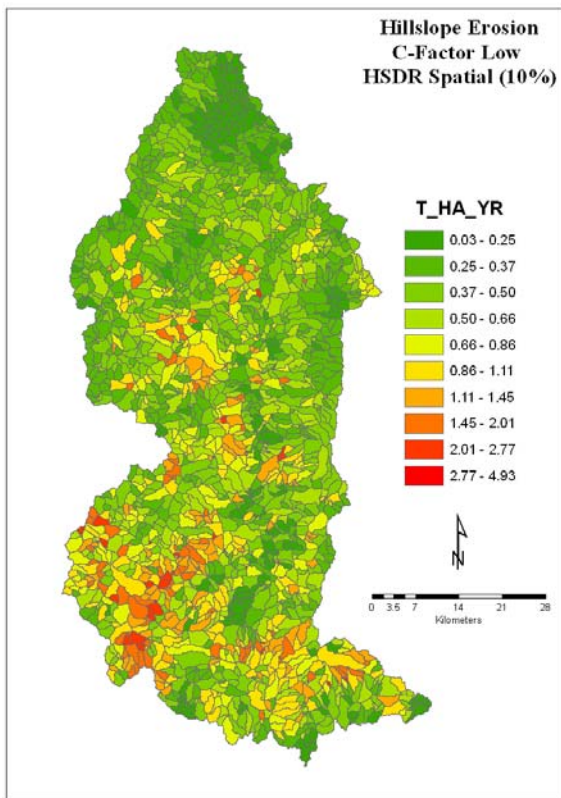 Hillslope Erosion
C-Factor Low
HSDR Spatial (10%)
T_HA_YR
0.03 - 0.25
0.25 - 0.37
0.37 - 0.50
0.50 - 0.66
0.66 - 0.86
0.86 - 1.11
1.11 - 1.45
1.45 - 2.01
2.01 - 2.77
2.77 - 4.93
N
0 3.5 7 14 21 28
Kilometers